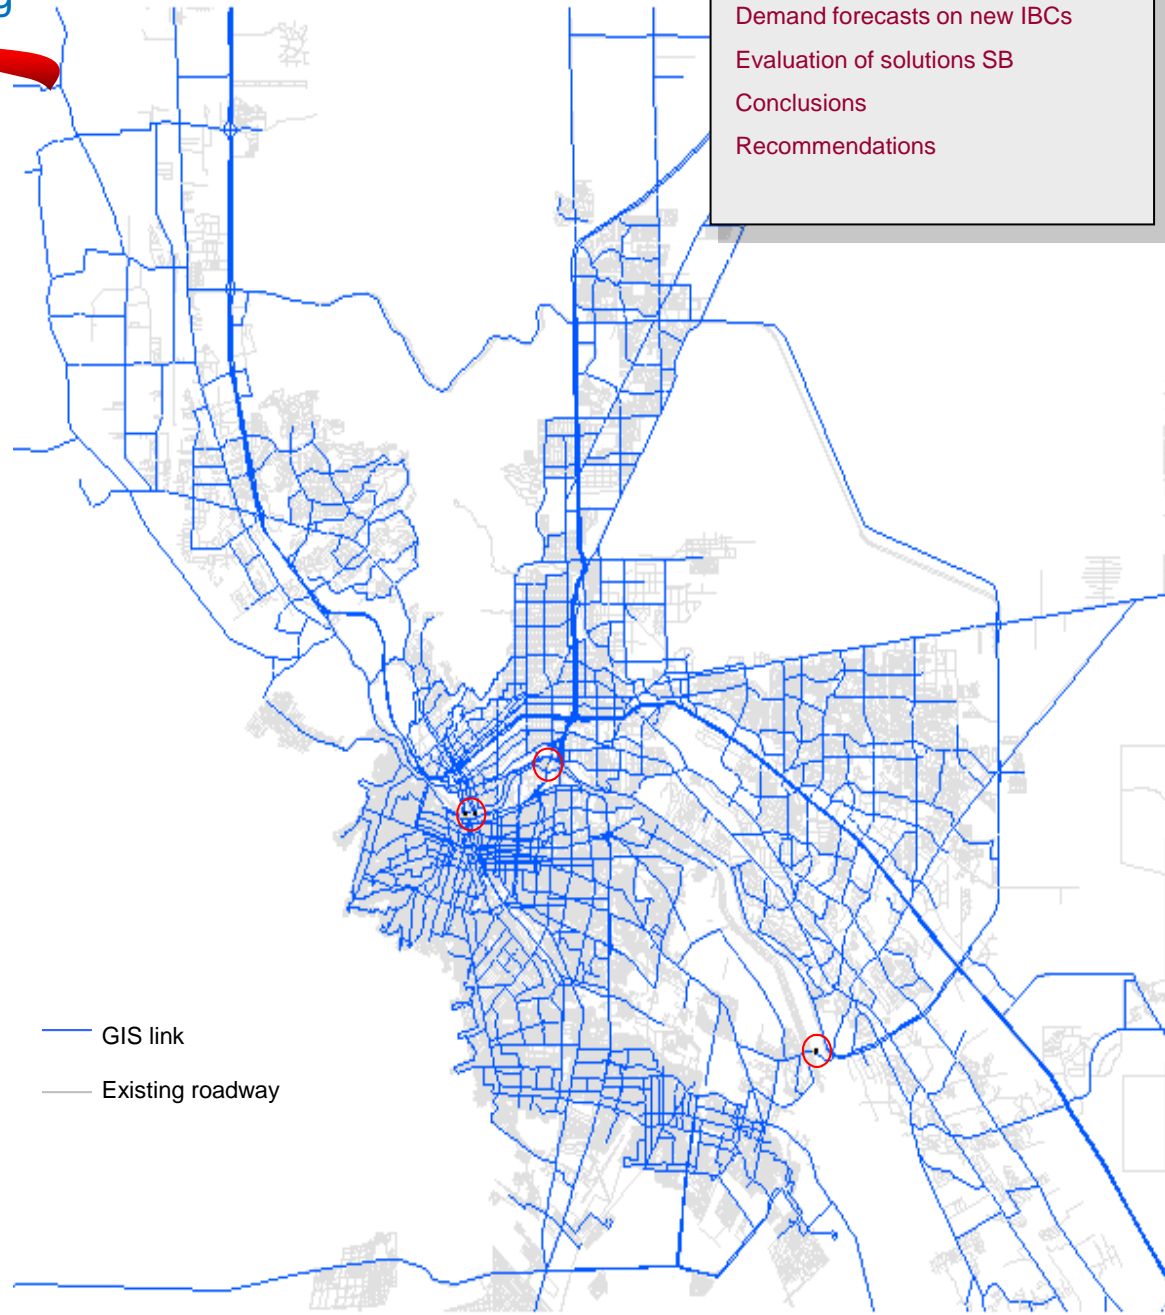 g
Demand forecasts on new IBCs
Evaluation of solutions SB
Conclusions
Recommendations
GIS link
Existing roadway